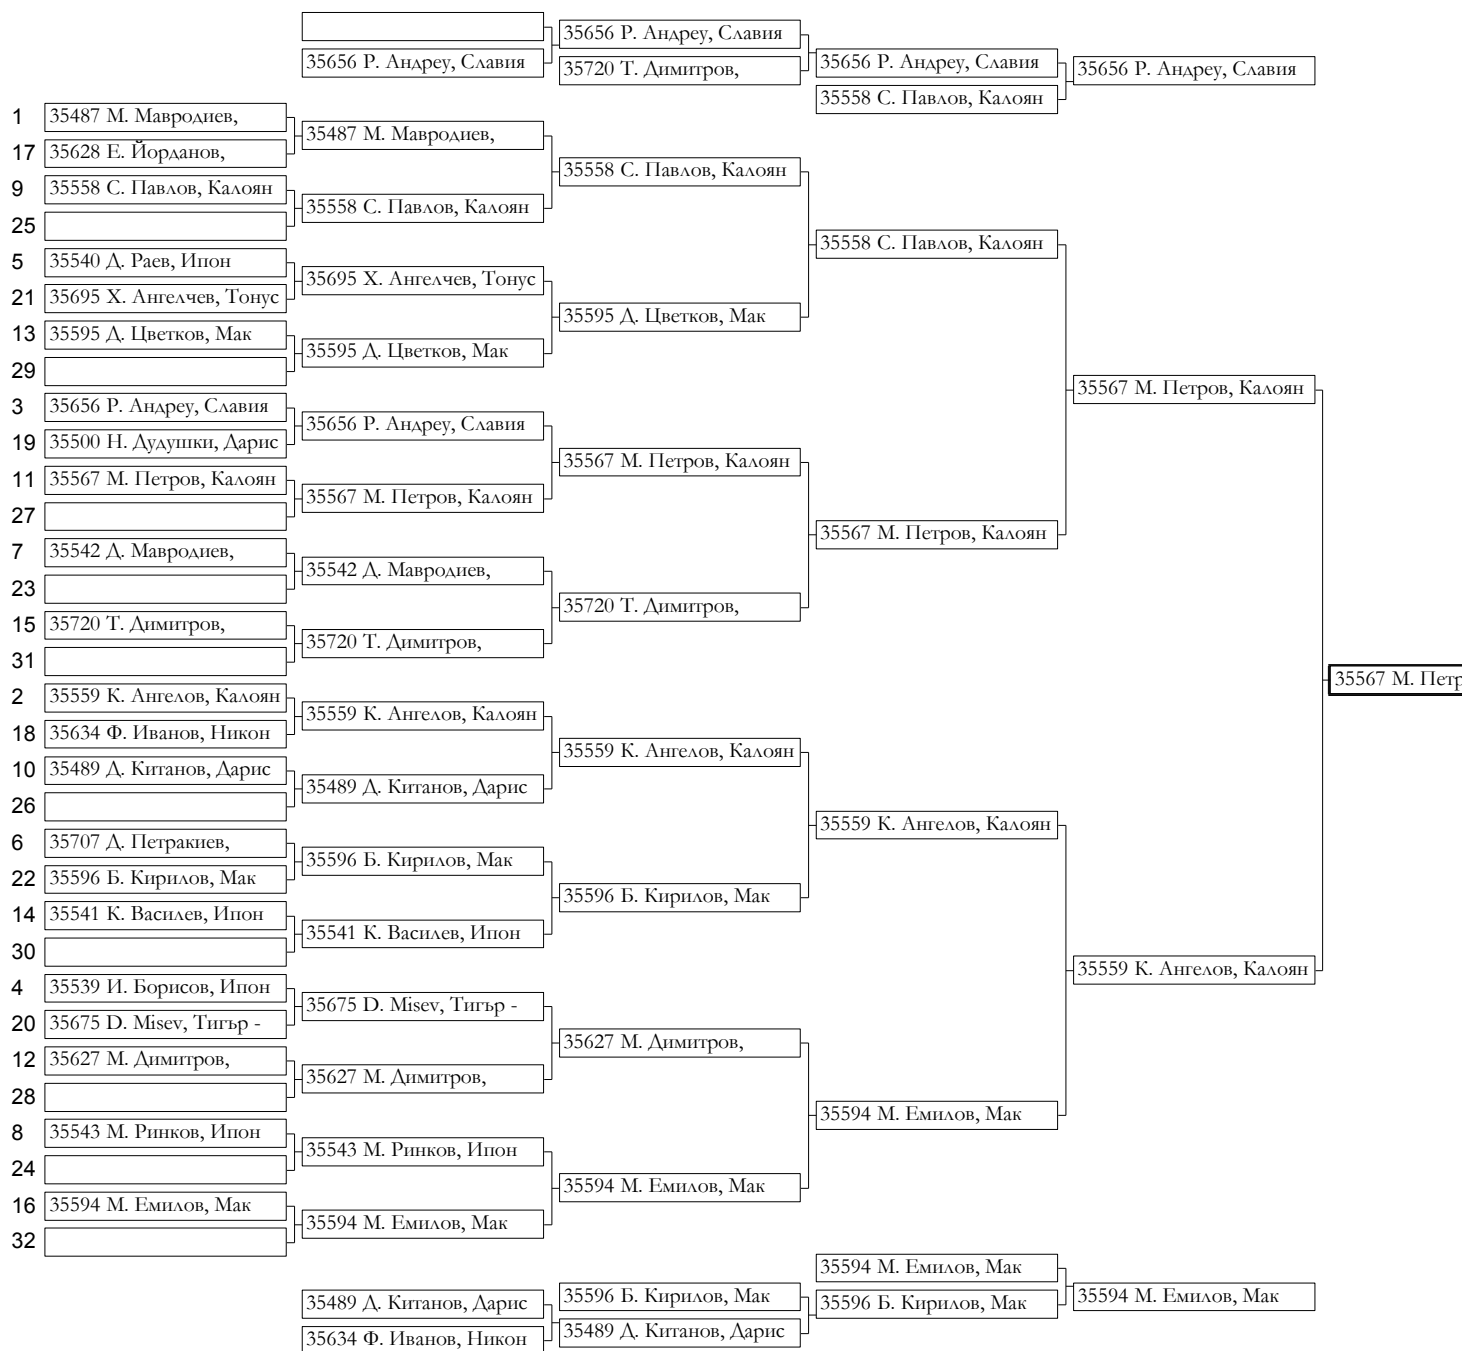 35656 Р. Андреу, Славия
35656 Р. Андреу, Славия
35720 Т. Димитров,
35656 Р. Андреу, Славия
35656 Р. Андреу, Славия
35558 С. Павлов, Калоян
1 35487 М. Мавродиев,
17 35628 Е. Йорданов,
9 35558 С. Павлов, Калоян
25
5 35540 Д. Раев, Ипон
21 35695 Х. Ангелчев, Тонус
13 35595 Д. Цветков, Мак
29
3 35656 Р. Андреу, Славия
19 35500 Н. Дудушки, Дарис
11 35567 М. Петров, Калоян
27
7 35542 Д. Мавродиев,
23
15 35720 Т. Димитров,
31
2 35559 К. Ангелов, Калоян
18 35634 Ф. Иванов, Никон
10 35489 Д. Китанов, Дарис
26
6 35707 Д. Петракиев,
22 35596 Б. Кирилов, Мак
14 35541 К. Василев, Ипон
30
4 35539 И. Борисов, Ипон
20 35675 D. Misev, Тигър -
12 35627 М. Димитров,
28
8 35543 М. Ринков, Ипон
24
16 35594 М. Емилов, Мак
32
35487 М. Мавродиев,
35558 С. Павлов, Калоян
35695 Х. Ангелчев, Тонус
35595 Д. Цветков, Мак
35656 Р. Андреу, Славия
35567 М. Петров, Калоян
35542 Д. Мавродиев,
35720 Т. Димитров,
35559 К. Ангелов, Калоян
35489 Д. Китанов, Дарис
35596 Б. Кирилов, Мак
35541 К. Василев, Ипон
35675 D. Misev, Тигър -
35627 М. Димитров,
35543 М. Ринков, Ипон
35594 М. Емилов, Мак
35558 С. Павлов, Калоян
35595 Д. Цветков, Мак
35567 М. Петров, Калоян
35720 Т. Димитров,
35559 К. Ангелов, Калоян
35596 Б. Кирилов, Мак
35627 М. Димитров,
35594 М. Емилов, Мак
35558 С. Павлов, Калоян
35567 М. Петров, Калоян
35559 К. Ангелов, Калоян
35594 М. Емилов, Мак
35567 М. Петров, Калоян
35559 К. Ангелов, Калоян
35567 М. Петр
35489 Д. Китанов, Дарис
35634 Ф. Иванов, Никон
35596 Б. Кирилов, Мак
35489 Д. Китанов, Дарис
35594 М. Емилов, Мак
35596 Б. Кирилов, Мак
35594 М. Емилов, Мак